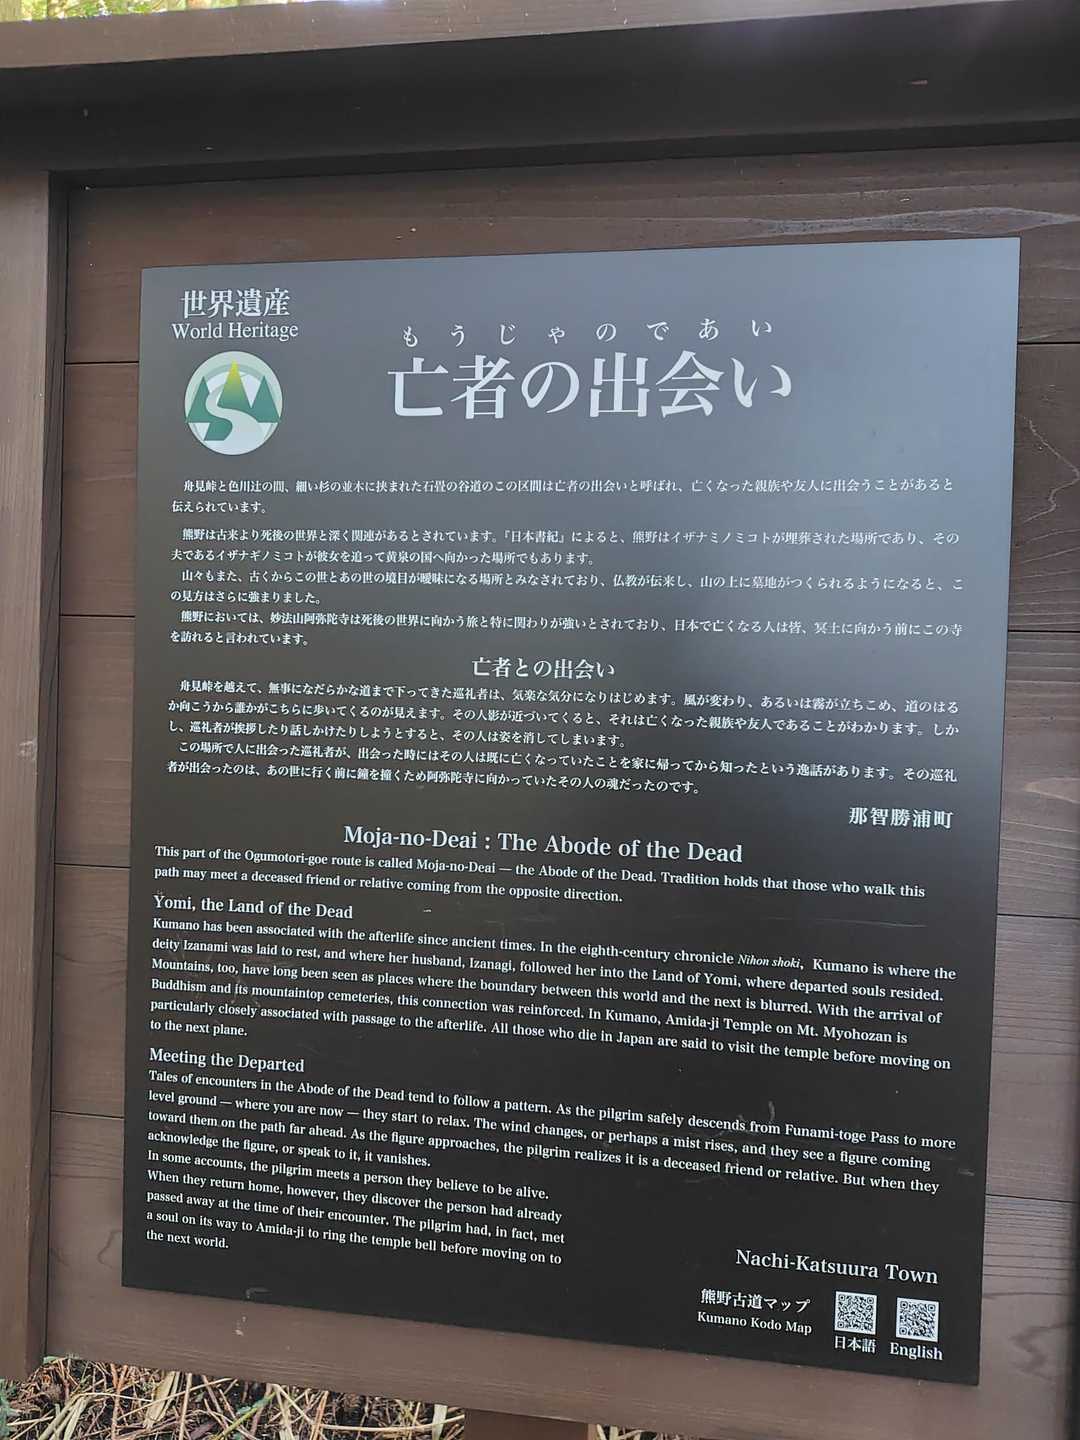 世界遺産
World Heritage
もうじゃのであい
亡者の出会い
舟見峠と色川辻の間、細い杉の並木に挟まれた石畳の谷道のこの区間は亡者の出会いと呼ばれ、亡くなった親族や友人に出会うことがあると
伝えられています。
熊野は古来より死後の世界と深く関連があるとされています。『日本書紀』によると、熊野はイザナミノミコトが埋葬された場所であり、その
夫であるイザナギノミコトが彼女を追って黄泉の国へ向かった場所でもあります。
山々もまた、古くからこの世とあの世の境目が曖昧になる場所とみなされており、仏教が伝来し、山の上に墓地がつくられるようになると、こ
の見方はさらに強まりました。
熊野においては、妙法山阿弥陀寺は死後の世界に向かう旅と特に関わりが強いとされており、日本で亡くなる人は皆、冥土に向かう前にこの寺
を訪れると言われています。
亡者との出会い
舟見峠を越えて、無事になだらかな道まで下ってきた巡礼者は、気楽な気分になりはじめます。風が変わり、あるいは霧が立ちこめ、道のはる
か向こうから誰かがこちらに歩いてくるのが見えます。その人影が近づいてくると、それは亡くなった親族や友人であることがわかります。しか
し、巡礼者が挨拶したり話しかけたりしようとすると、その人は姿を消してしまいます。
この場所で人に出会った巡礼者が、出会った時にはその人は既に亡くなっていたことを家に帰ってから知ったという逸話があります。その巡礼
者が出会ったのは、あの世に行く前に鐘を撞くため阿弥陀寺に向かっていたその人の魂だったのです。
那智勝浦町
Moja-no-Deai : The Abode of the Dead
This part of the Ogumotori-goe route is called Moja-no-Deai — the Abode of the Dead. Tradition holds that those who walk this
path may meet a deceased friend or relative coming from the opposite direction.
Yomi, the Land of the Dead
Kumano has been associated with the afterlife since ancient times. In the eighth-century chronicle Nihon shoki, Kumano is where the
deity Izanami was laid to rest, and where her husband, Izanagi, followed her into the Land of Yomi, where departed souls resided.
Mountains, too, have long been seen as places where the boundary between this world and the next is blurred. With the arrival of
Buddhism and its mountaintop cemeteries, this connection was reinforced. In Kumano, Amida-ji Temple on Mt. Myohozan is
particularly closely associated with passage to the afterlife. All those who die in Japan are said to visit the temple before moving on
to the next plane.
Meeting the Departed
Tales of encounters in the Abode of the Dead tend to follow a pattern. As the pilgrim safely descends from Funami-toge Pass to more
level ground — where you are now — they start to relax. The wind changes, or perhaps a mist rises, and they see a figure coming
toward them on the path far ahead. As the figure approaches, the pilgrim realizes it is a deceased friend or relative. But when they
acknowledge the figure, or speak to it, it vanishes.
In some accounts, the pilgrim meets a person they believe to be alive.
When they return home, however, they discover the person had already
passed away at the time of their encounter. The pilgrim had, in fact, met
a soul on its way to Amida-ji to ring the temple bell before moving on to
the next world.
Nachi-Katsuura Town
熊野古道マップ
Kumano Kodo Map
日本語
English